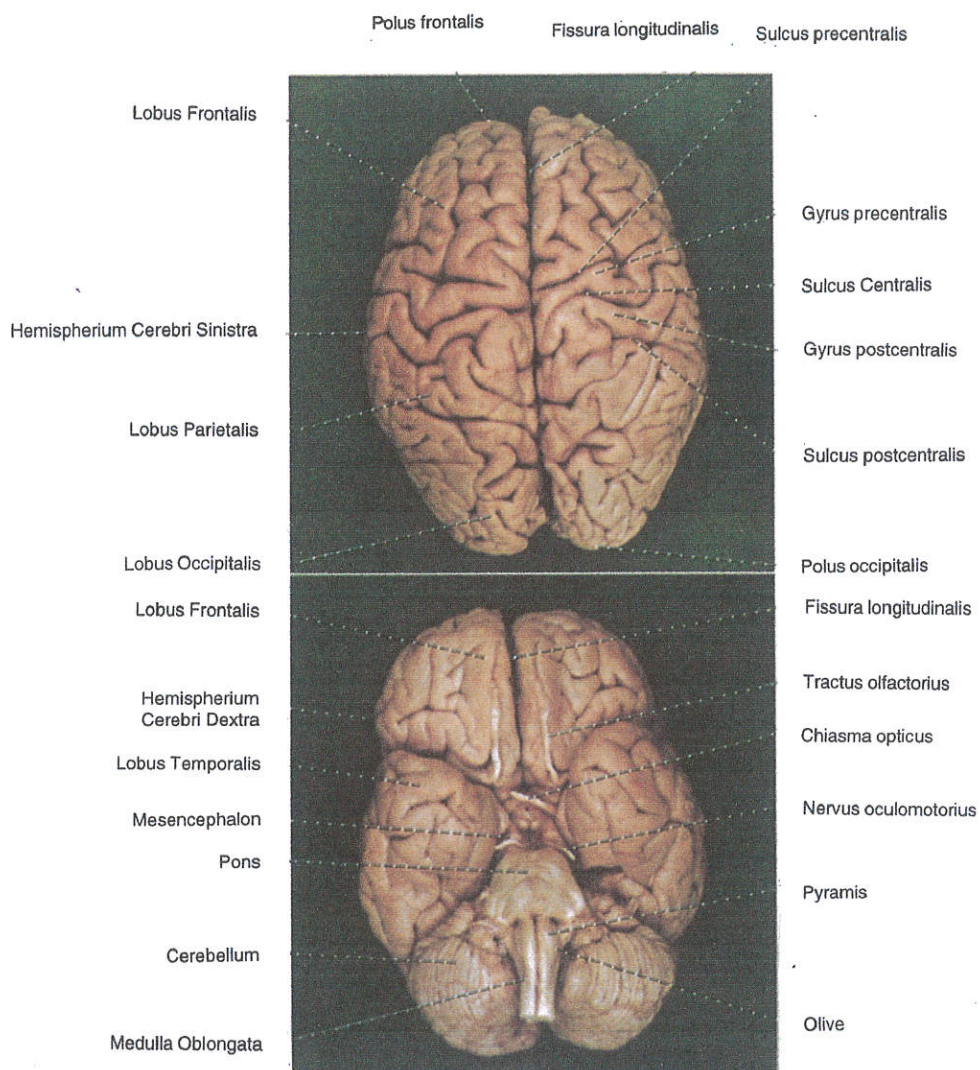 Polus frontalis
Fissura longitudinalis
Sulcus precentralis
Lobus Frontalis
Gyrus precentralis
Sulcus Centralis
Hemispherium Cerebri Sinistra
Gyrus postcentralis
Lobus Parietalis
Sulcus postcentralis
Lobus Occipitalis
Polus occipitalis
Lobus Frontalis
Fissura longitudinalis
Hemispherium
Cerebri Dextra
Tractus olfactorius
Chiasma opticus
Lobus Temporalis
Nervus oculomotorius
Mesencephalon
Pons
Pyramis
Cerebellum
Olive
Medulla Oblongata